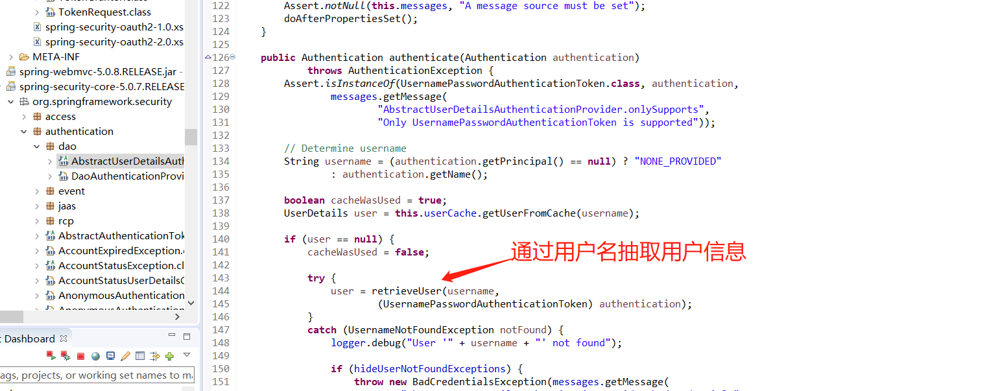 TokenRequest.class
spring-security-oauth2-1.0.xs
spring-security-oauth2-2.0.xs
META-INF
spring-webmvc-5.0.8.RELEASE.jar -
spring-security-core-5.0.7.RELEASE
org.springframework.security
access
authentication
dao
AbstractUserDetailsAuth
DaoAuthenticationProvi
event
jaas
rcp
AbstractAuthenticationTok
AccountExpiredException.
AccountStatusException.cl
AccountStatusUserDetailsC
AnonymousAuthentication
AnonymousAuthentication
t Dashboard
ags, projects, or working set names to ma
122 Assert.notNull(this.messages, "A message source must be set");
123 doAfterPropertiesSet();
124 }
125
126 public Authentication authenticate(Authentication authentication)
127 throws AuthenticationException {
128 Assert.isInstanceOf(UsernamePasswordAuthenticationToken.class, authentication,
129 messages.getMessage(
130 "AbstractUserDetailsAuthenticationProvider.onlySupports",
131 "Only UsernamePasswordAuthenticationToken is supported"));
132
133 // Determine username
134 String username = (authentication.getPrincipal() == null) ? "NONE_PROVIDED"
135 : authentication.getName();
136
137 boolean cacheWasUsed = true;
138 UserDetails user = this.userCache.getUserFromCache(username);
139
140 if (user == null) {
141 cacheWasUsed = false;
通过用户名抽取用户信息
142
143 try {
144 user = retrieveUser(username,
145 (UsernamePasswordAuthenticationToken) authentication);
146 }
147 catch (UsernameNotFoundException notFound) {
148 logger.debug("User '" + username + "' not found");
149
150 if (hideUserNotFoundExceptions) {
151 throw new BadCredentialsException(messages.getMessage(